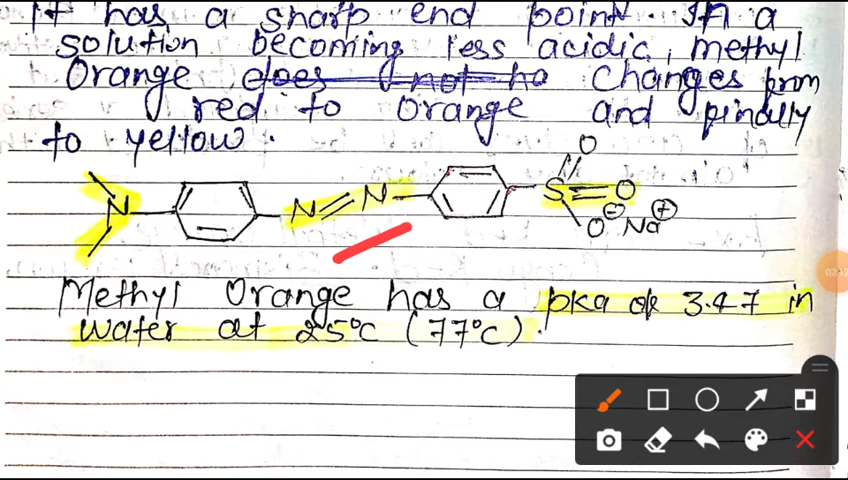 It has a sharp end point. In a
solution becoming less acidic, methyl
Orange does not ho Changes from
red to Orange and finally
to yellow.
O
N N = N S = O
O⊖ Na⊕
Methyl Orange has a pka of 3.47 in
water at 25°C (77°C).